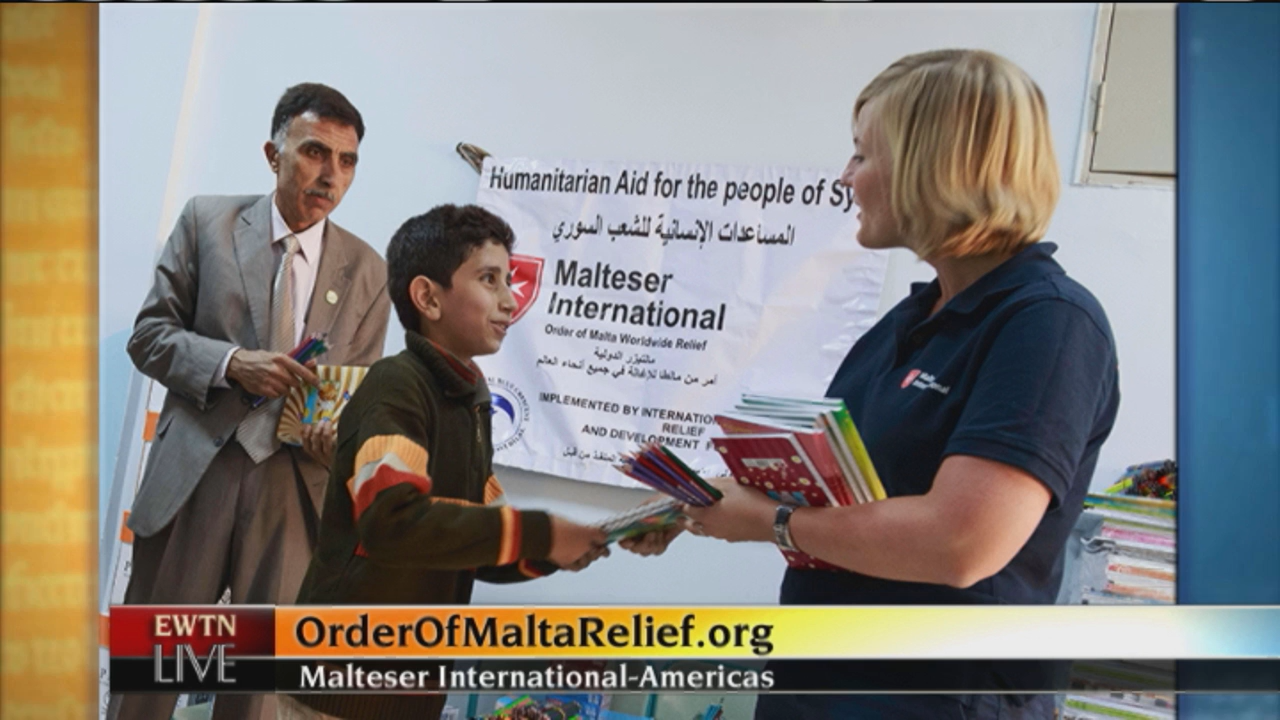 Humanitarian Aid for the people of Sy
المساعدات الإنسانية للشعب السوري
Malteser
International
Order of Malta Worldwide Relief
مالتيزر الدولية
أمر من مالطا للإغاثة في جميع أنحاء العالم
IMPLEMENTED BY INTERNATION
RELIEF
AND DEVELOPMENT F
EWTN
LIVE
OrderOfMaltaRelief.org
Malteser International-Americas